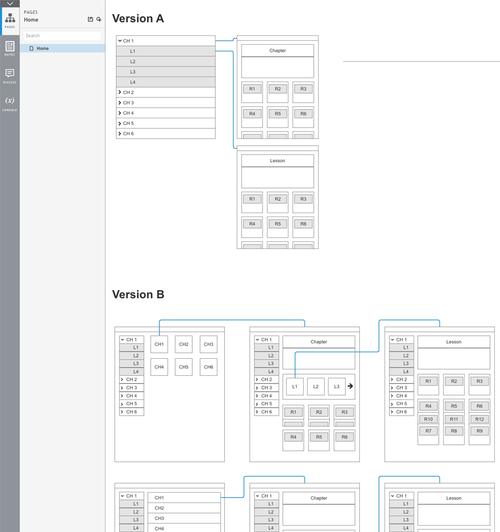 PAGES
Home
Search
Home
PAGES
NOTES
(x)
CONSOLE
Version A
CH 1
L1
L2
L3
L4
CH 2
CH 3
CH 4
CH 5
CH 6
Chapter
R1 R2 R3
R4 R5 R6
Lesson
R1 R2 R3
R4 R5 R6
Version B
CH 1
L1
L2
L3
L4
CH 2
CH 3
CH 4
CH 5
CH 6
CH1 CH2 CH3
CH4 CH5 CH6
CH 1
L1
L2
L3
L4
CH 2
CH 3
CH 4
CH 5
CH 6
Chapter
L1 L2 L3
R1 R2 R3
R4 R5 R6
CH 1
L1
L2
L3
L4
CH 2
CH 3
CH 4
CH 5
CH 6
Lesson
R1 R2 R3
R4 R5 R6
R10 R11 R12
R7 R8 R9
CH 1
L1
L2
L3
L4
CH1
CH2
CH3
CH4
CH 1
L1
L2
L3
L4
Chapter
CH 1
L1
L2
L3
L4
Lesson